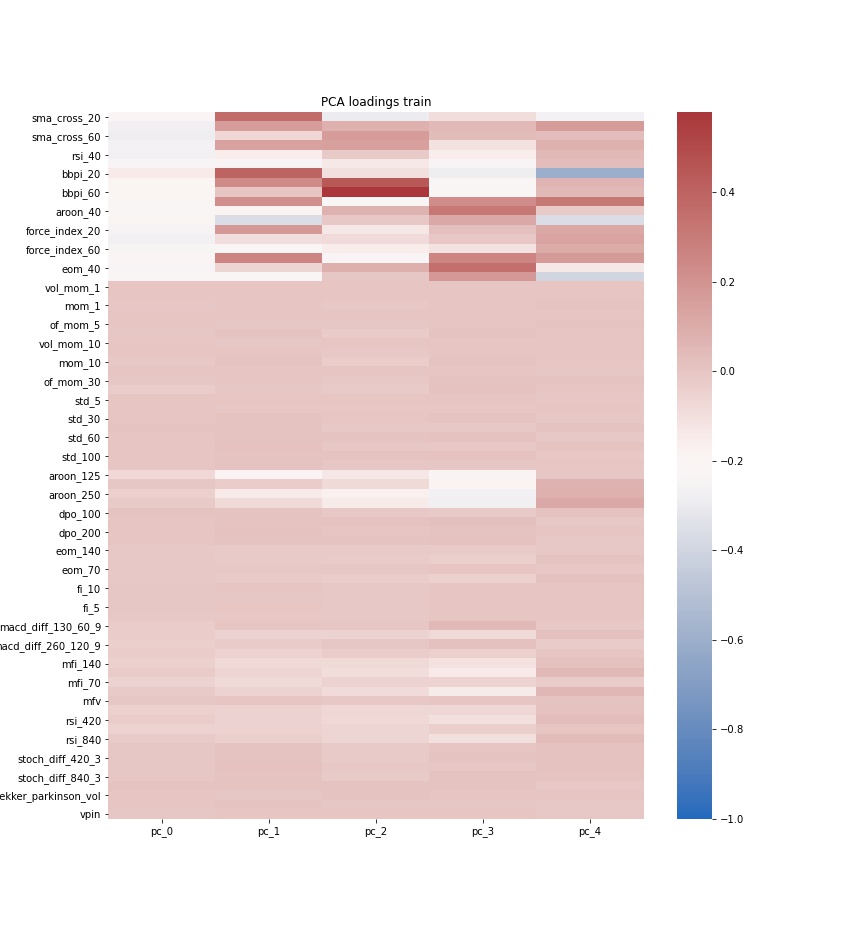 PCA loadings train
sma_cross_20
sma_cross_60
rsi_40
bbpi_20
bbpi_60
aroon_40
force_index_20
force_index_60
eom_40
vol_mom_1
mom_1
of_mom_5
vol_mom_10
mom_10
of_mom_30
std_5
std_30
std_60
std_100
aroon_125
aroon_250
dpo_100
dpo_200
eom_140
eom_70
fi_10
fi_5
macd_diff_130_60_9
nacd_diff_260_120_9
mfi_140
mfi_70
mfv
rsi_420
rsi_840
stoch_diff_420_3
stoch_diff_840_3
ekker_parkinson_vol
vpin
pc_0 pc_1 pc_2 pc_3 pc_4
0.4
0.2
0.0
−0.2
−0.4
−0.6
−0.8
−1.0